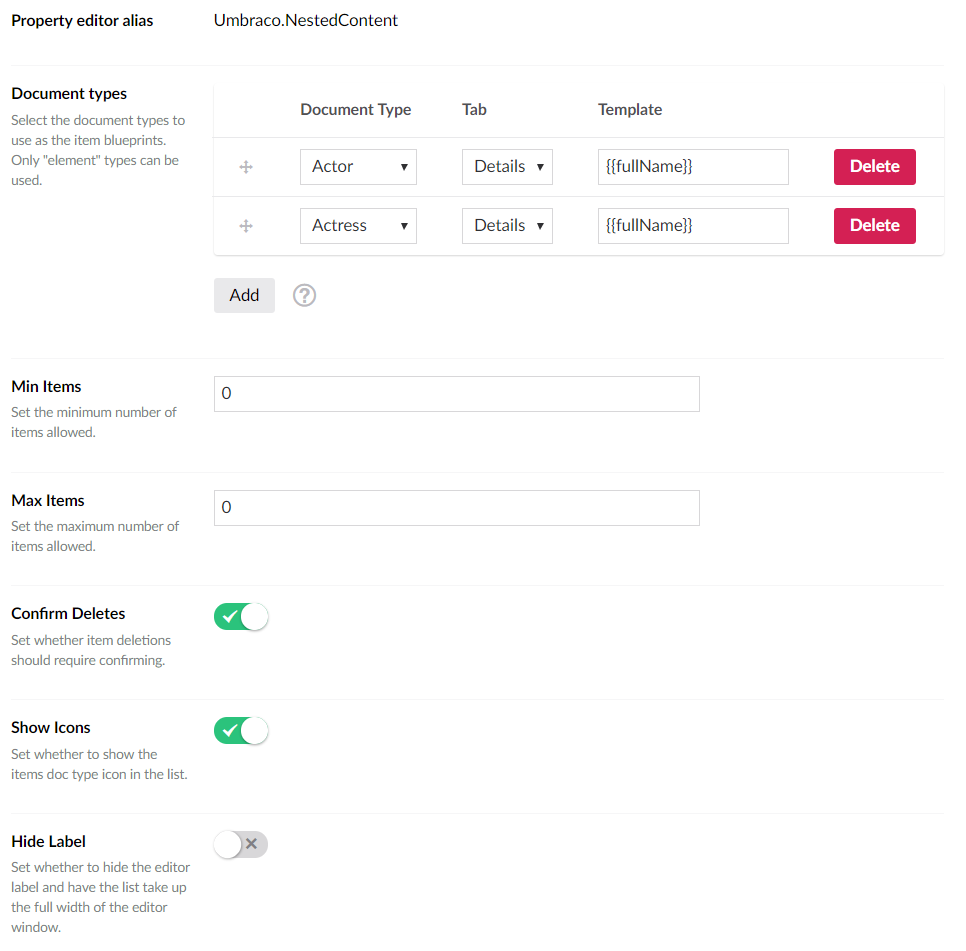 Property editor alias Umbraco.NestedContent
Document types
Select the document types to
use as the item blueprints.
Only "element" types can be
used.
Document Type Tab Template
Actor Details {{fullName}} Delete
Actress Details {{fullName}} Delete
Add ?
Min Items
Set the minimum number of
items allowed.
0
Max Items
Set the maximum number of
items allowed.
0
Confirm Deletes
Set whether item deletions
should require confirming.
Show Icons
Set whether to show the
items doc type icon in the list.
Hide Label
Set whether to hide the editor
label and have the list take up
the full width of the editor
window.